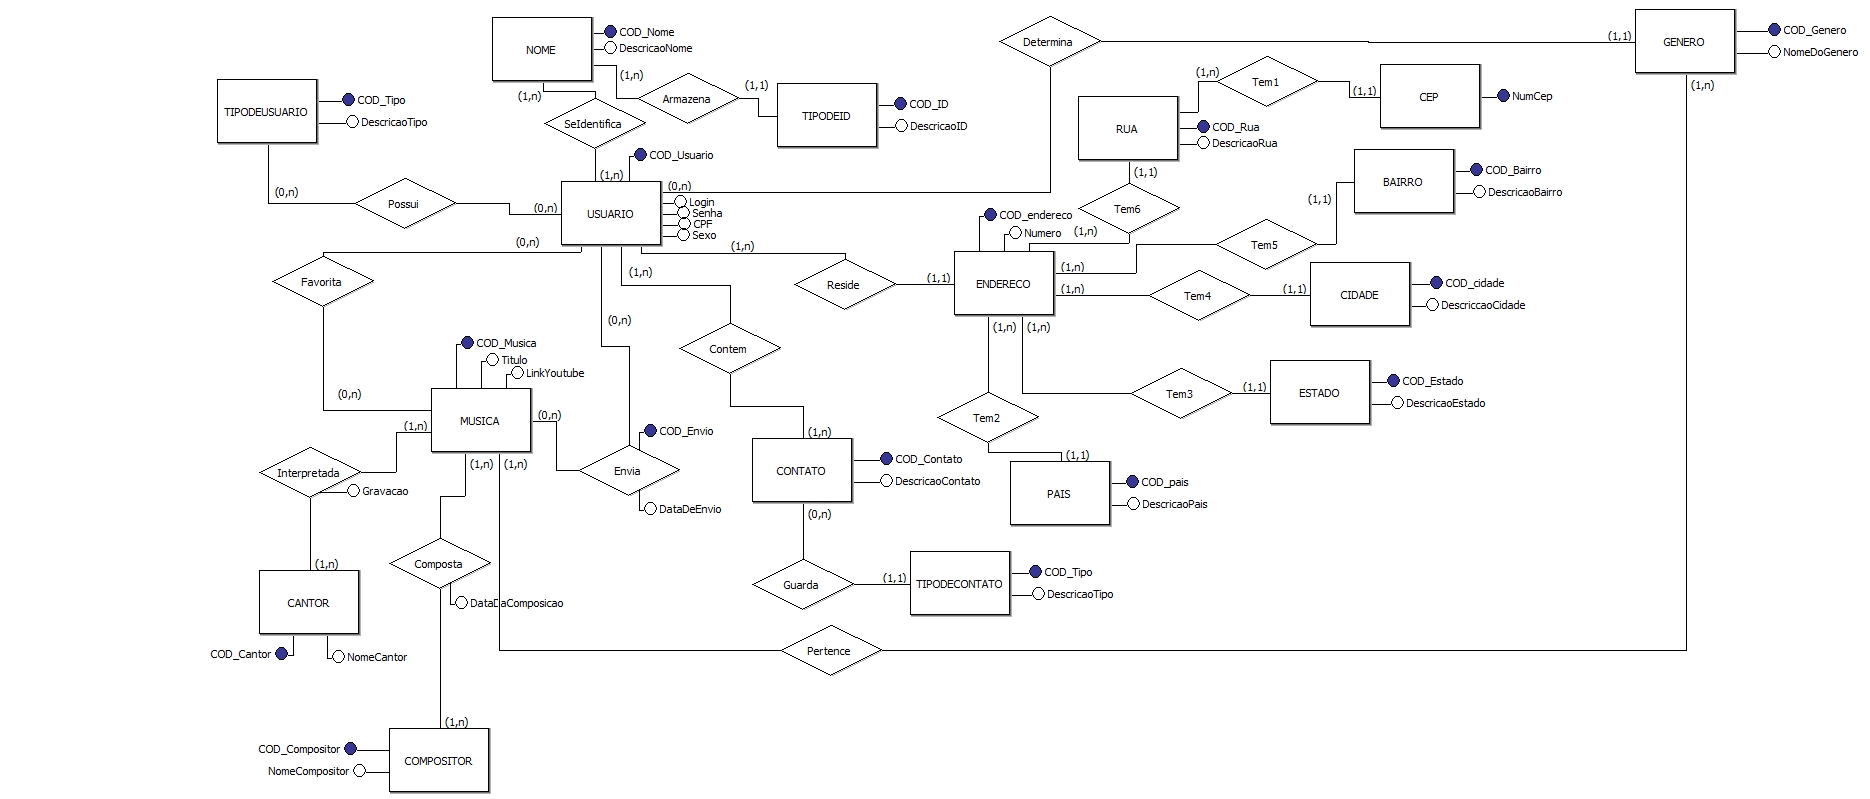 COD_Nome
NOME
DescricaoNome
(1,n)
(1,n)
Armazena
(1,1)
TIPODEID
COD_ID
DescricaoID
SeIdentifica
TIPODEUSUARIO
COD_Tipo
DescricaoTipo
(0,n)
Possui
(0,n)
COD_Usuario
(1,n)
(0,n)
USUARIO
Login
Senha
CPF
Sexo
Determina
(1,1)
GENERO
COD_Genero
NomeDoGenero
(1,n)
(1,n)
Tem1
(1,1)
CEP
NumCep
RUA
COD_Rua
DescricaoRua
(1,1)
Tem6
(1,n)
BAIRRO
COD_Bairro
DescricaoBairro
(1,1)
Tem5
(1,n)
COD_endereco
Numero
ENDERECO
(1,n)
Tem4
(1,1)
CIDADE
COD_cidade
DescriccaoCidade
(1,n)
Reside
(1,1)
(1,n)
(1,n)
Tem3
(1,1)
ESTADO
COD_Estado
DescricaoEstado
Tem2
(1,1)
PAIS
COD_pais
DescricaoPais
(0,n)
Favorita
(0,n)
(1,n)
Contem
(1,n)
CONTATO
COD_Contato
DescricaoContato
(0,n)
Guarda
(1,1)
TIPODECONTATO
COD_Tipo
DescricaoTipo
(0,n)
COD_Musica
Titulo
LinkYoutube
MUSICA
(0,n)
COD_Envio
Envia
DataDeEnvio
(1,n)
(1,n)
(1,n)
Interpretada
Gravacao
(1,n)
CANTOR
COD_Cantor
NomeCantor
Composta
DataDaComposicao
Pertence
(1,n)
COD_Compositor
NomeCompositor
COMPOSITOR